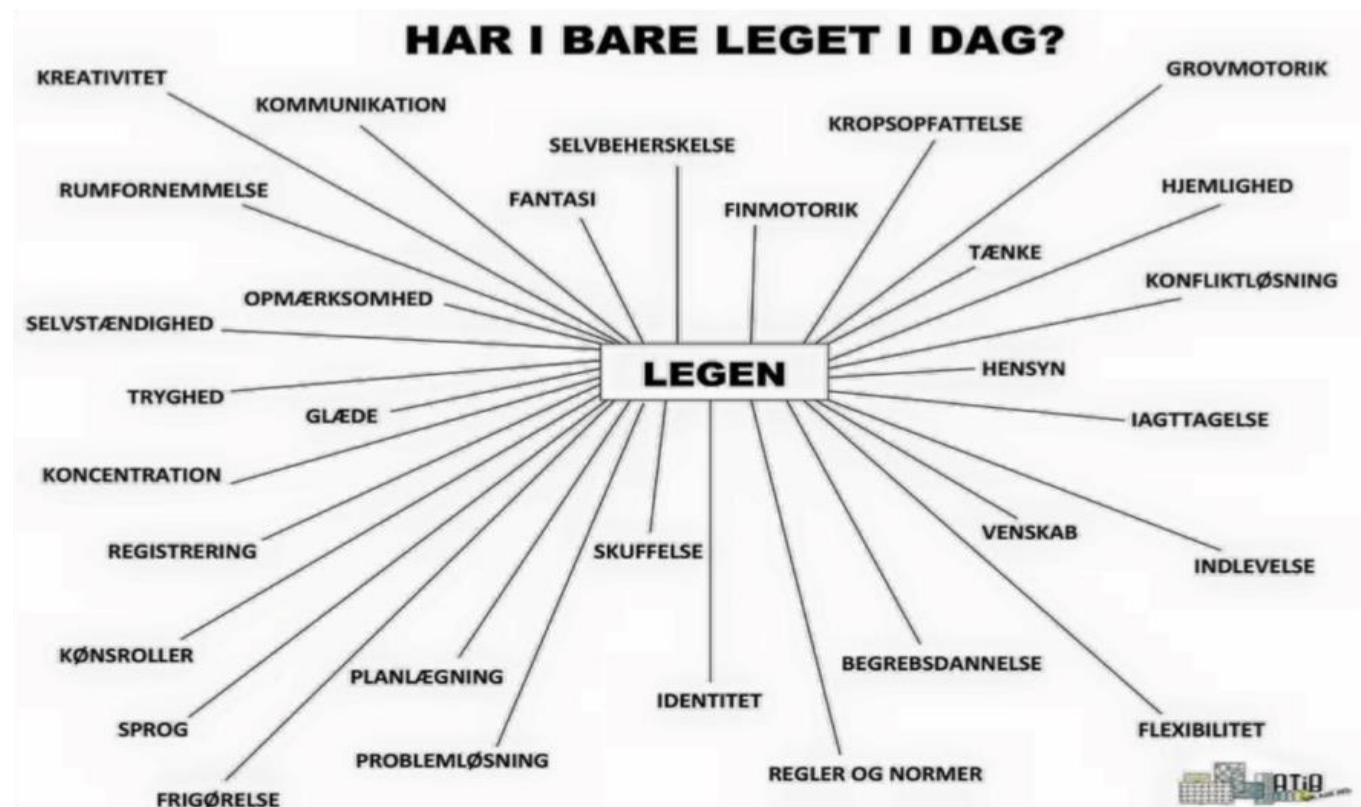 HAR I BARE LEGET I DAG?
KREATIVITET
KOMMUNIKATION
SELVBEHERSKELSE
KROPSOPFATTELSE
GROVMOTORIK
RUMFORNEMMELSE
FANTASI
FINMOTORIK
HJEMLIGHED
TÆNKE
OPMÆRKSOMHED
KONFLIKTLØSNING
SELVSTÆNDIGHED
LEGEN
HENSYN
TRYGHED
GLÆDE
IAGTTAGELSE
KONCENTRATION
REGISTRERING
SKUFFELSE
VENSKAB
INDLEVELSE
KØNSROLLER
PLANLÆGNING
IDENTITET
BEGREBSDANNELSE
SPROG
PROBLEMLØSNING
REGLER OG NORMER
FLEXIBILITET
FRIGØRELSE